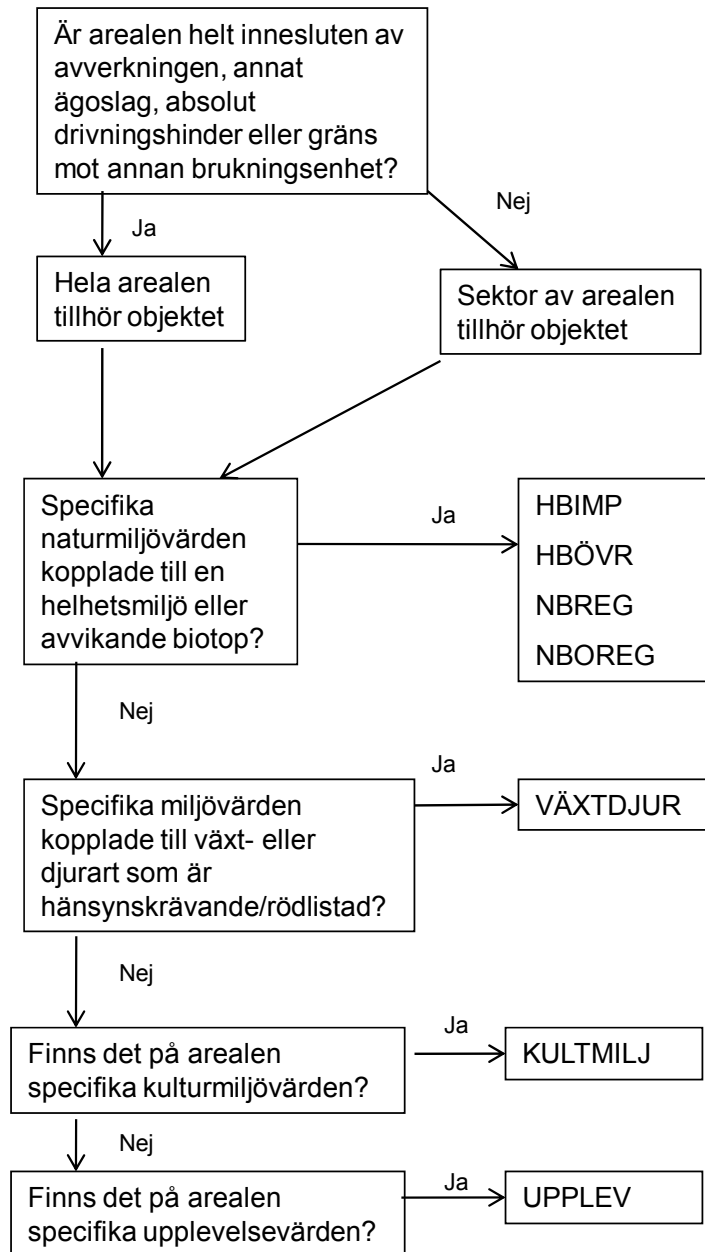 Är arealen helt innesluten av
avverkningen, annat
ägoslag, absolut
drivningshinder eller gräns
mot annan brukningsenhet?
Ja
Nej
Hela arealen
tillhör objektet
Sektor av arealen
tillhör objektet
Specifika
naturmiljövärden
kopplade till en
helhetsmiljö eller
avvikande biotop?
Ja
HBIMP
HBÖVR
NBREG
NBOREG
Nej
Specifika miljövärden
kopplade till växt- eller
djurart som är
hänsynskrävande/rödlistad?
Ja
VÄXTDJUR
Nej
Finns det på arealen
specifika kulturmiljövärden?
Ja
KULTMILJ
Nej
Finns det på arealen
specifika upplevelsevärden?
Ja
UPPLEV